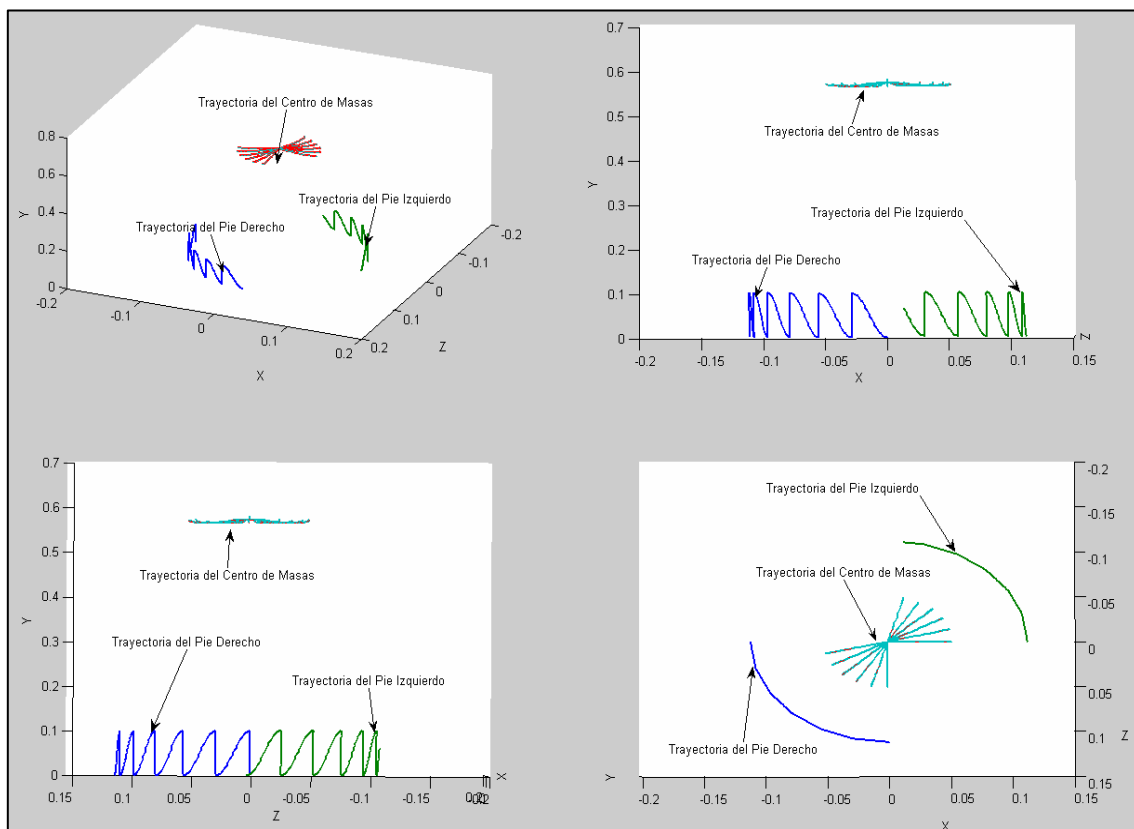 Trayectoria del Centro de Masas
Trayectoria del Pie Izquierdo
Trayectoria del Pie Derecho
0.8
0.6
Y 0.4
0.2
0
-0.2
-0.1
0
0.1
0.2
X
0.2
0.1
0
-0.1
-0.2
Z
0.7
0.6
0.5
Y 0.4
0.3
0.2
0.1
0
Trayectoria del Centro de Masas
Trayectoria del Pie Izquierdo
Trayectoria del Pie Derecho
Z
-0.2 -0.15 -0.1 -0.05 0 0.05 0.1 0.15
X
0.7
0.6
0.5
0.4
Y
0.3
0.2
0.1
0
Trayectoria del Centro de Masas
Trayectoria del Pie Derecho
Trayectoria del Pie Izquierdo
X
0.15 0.1 0.05 0 -0.05 -0.1 -0.15
Z
Trayectoria del Pie Izquierdo
Trayectoria del Centro de Masas
Trayectoria del Pie Derecho
-0.2
-0.15
-0.1
-0.05
0
0.05
0.1
Z
0.15
Y
-0.2 -0.15 -0.1 -0.05 0 0.05 0.1 0.15
X